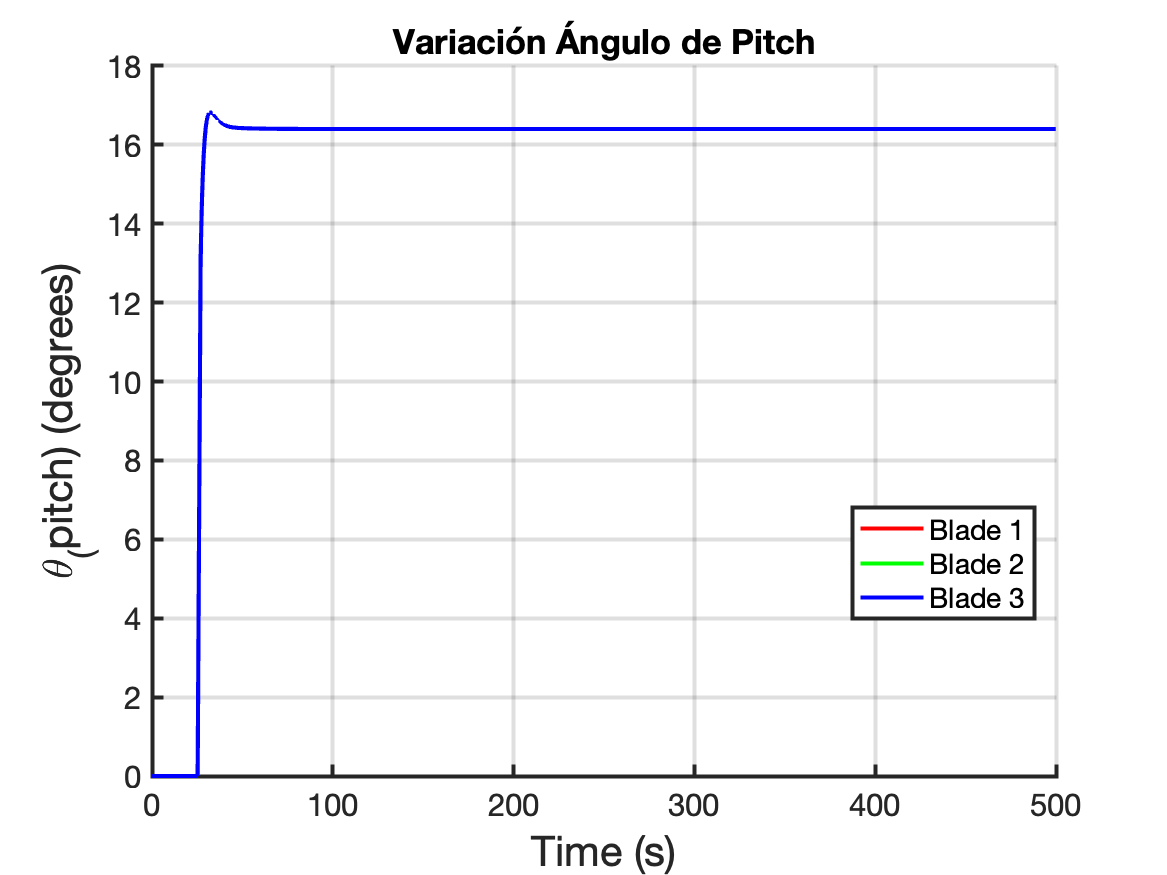 Variación Ángulo de Pitch
18
16
14
12
10
8
6
4
2
0
θ(pitch) (degrees)
Blade 1
Blade 2
Blade 3
0 100 200 300 400 500
Time (s)